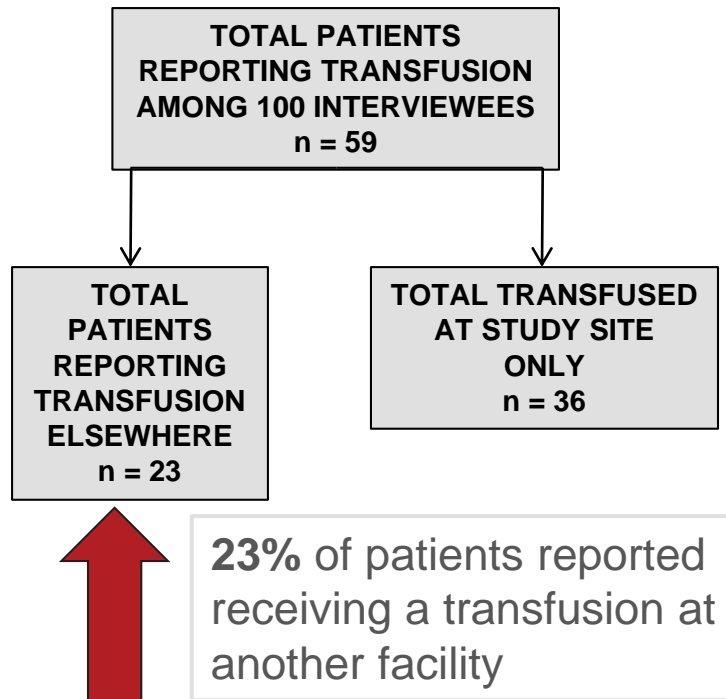 TOTAL PATIENTS
REPORTING TRANSFUSION
AMONG 100 INTERVIEWEES
n = 59
TOTAL
PATIENTS
REPORTING
TRANSFUSION
ELSEWHERE
n = 23
TOTAL TRANSFUSED
AT STUDY SITE
ONLY
n = 36
23% of patients reported
receiving a transfusion at
another facility